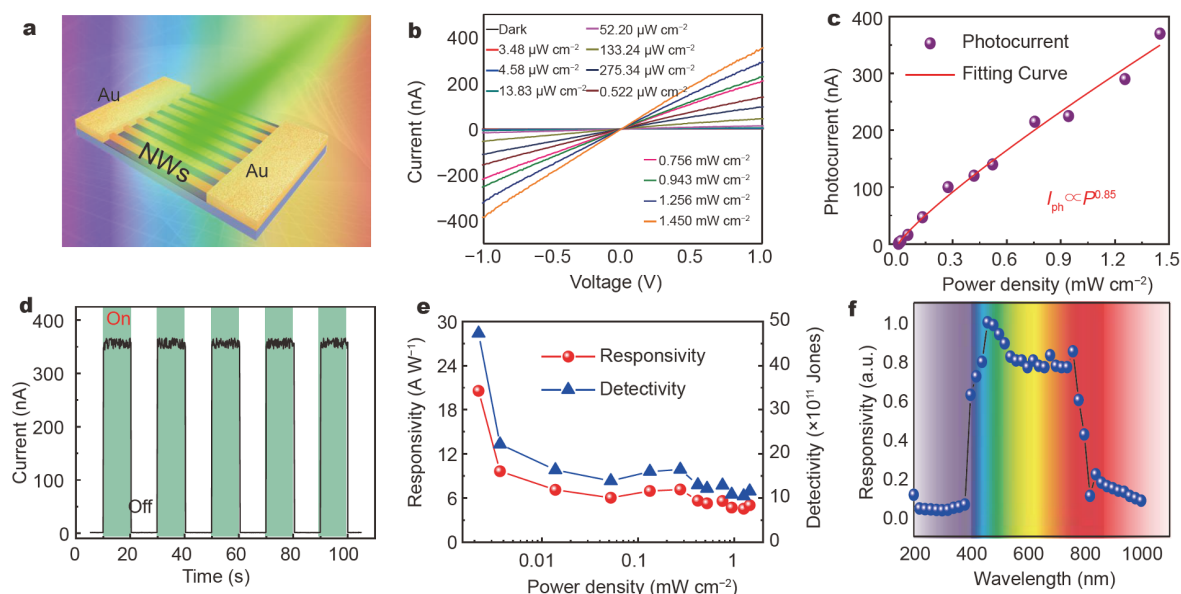 a
Au
NWs
Au
b
400
200
0
−200
−400
Current (nA)
Dark
3.48 μW cm⁻²
4.58 μW cm⁻²
13.83 μW cm⁻²
52.20 μW cm⁻²
133.24 μW cm⁻²
275.34 μW cm⁻²
0.522 μW cm⁻²
0.756 mW cm⁻²
0.943 mW cm⁻²
1.256 mW cm⁻²
1.450 mW cm⁻²
−1.0 −0.5 0.0 0.5 1.0
Voltage (V)
c
400
300
200
100
0
Photocurrent (nA)
Photocurrent
Fitting Curve
Iph∝P^0.85
0.0 0.3 0.6 0.9 1.2 1.5
Power density (mW cm⁻²)
d
400
350
300
50
0
Current (nA)
On
Off
0 20 40 60 80 100
Time (s)
e
30
24
18
12
6
0
Responsivity (A W⁻¹)
Responsivity
Detectivity
50
40
30
20
10
0
Detectivity (×10¹¹ Jones)
0.01 0.1 1
Power density (mW cm⁻²)
f
1.0
0.8
0.6
0.4
0.2
0.0
Responsivity (a.u.)
200 400 600 800 1000
Wavelength (nm)